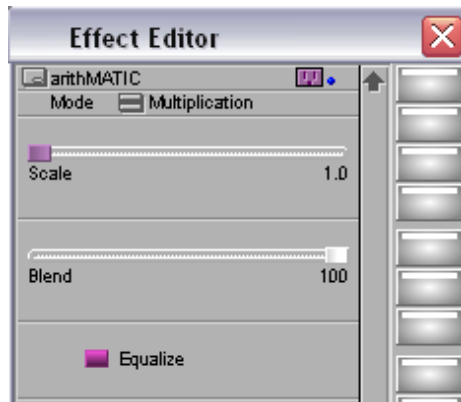 Effect Editor
arithMATIC
Mode Multiplication
Scale 1.0
Blend 100
Equalize